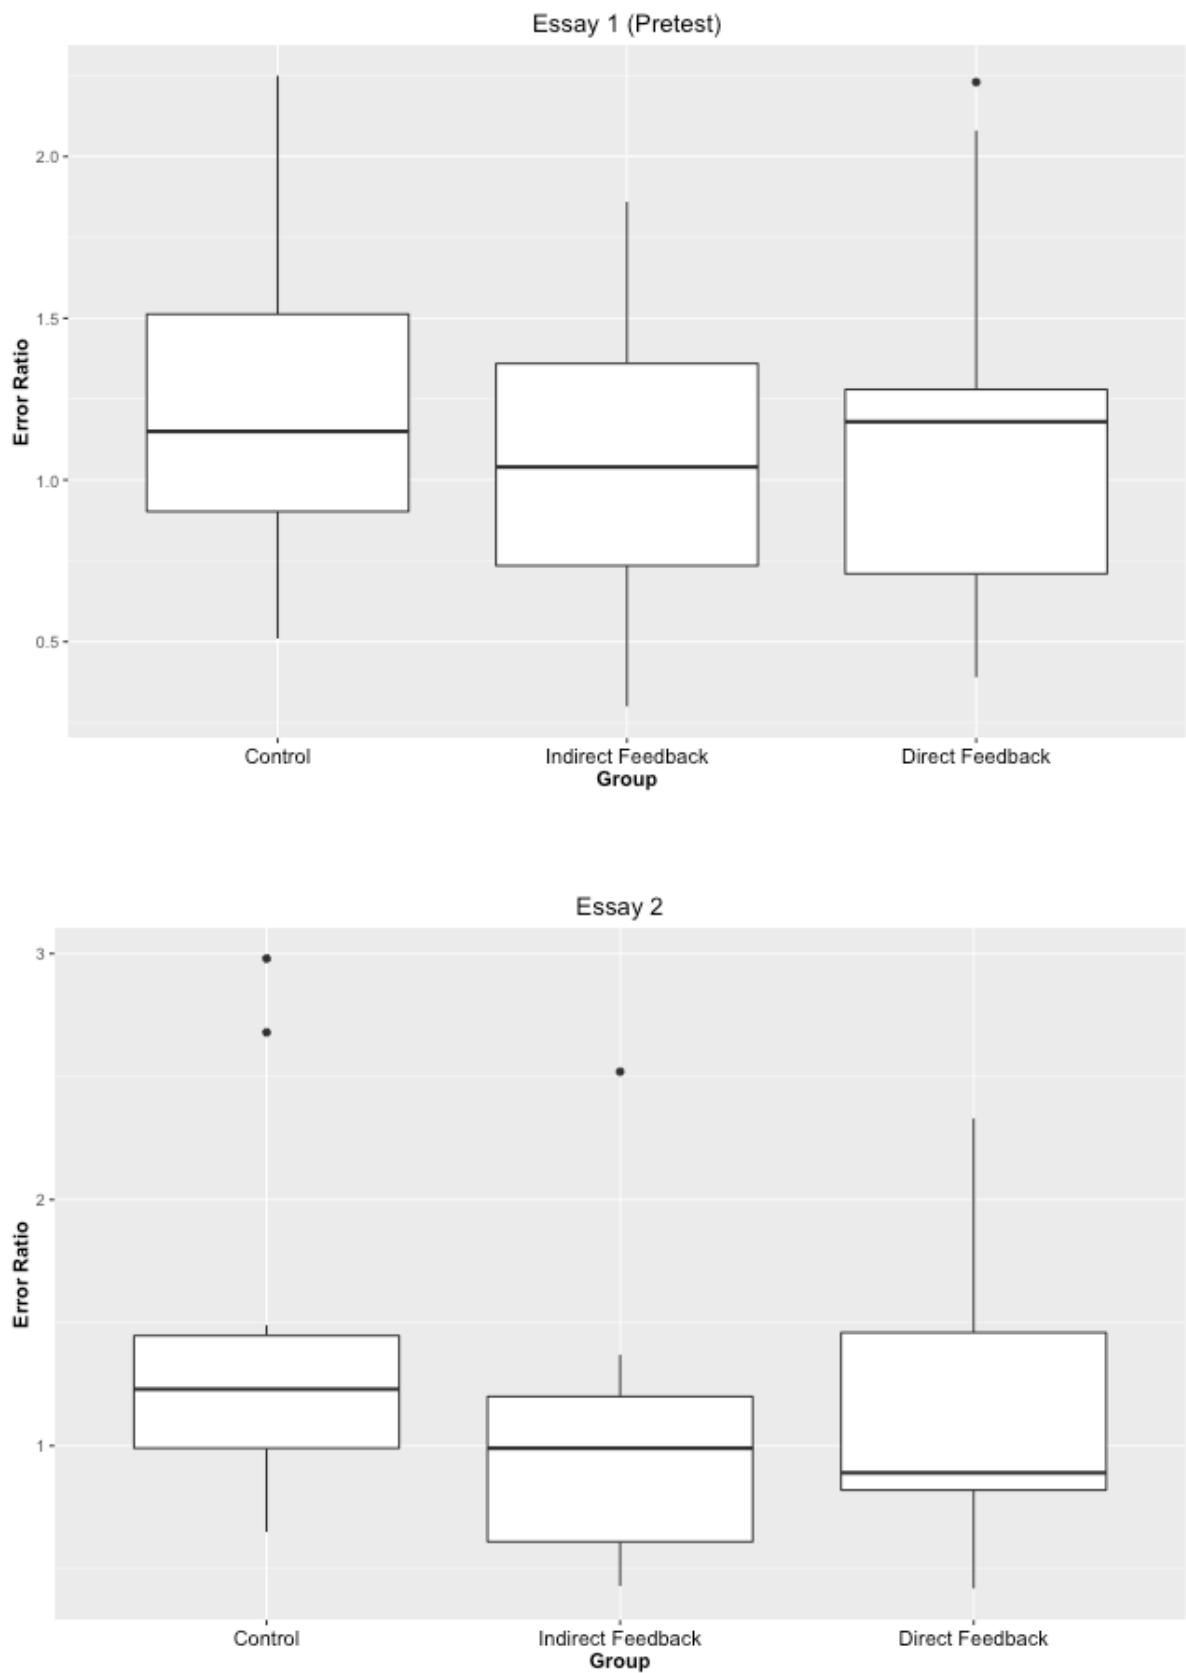 Essay 1 (Pretest)
2.0
1.5
1.0
0.5
Error Ratio
Control Indirect Feedback Direct Feedback
Group
Essay 2
3
2
1
Error Ratio
Control Indirect Feedback Direct Feedback
Group